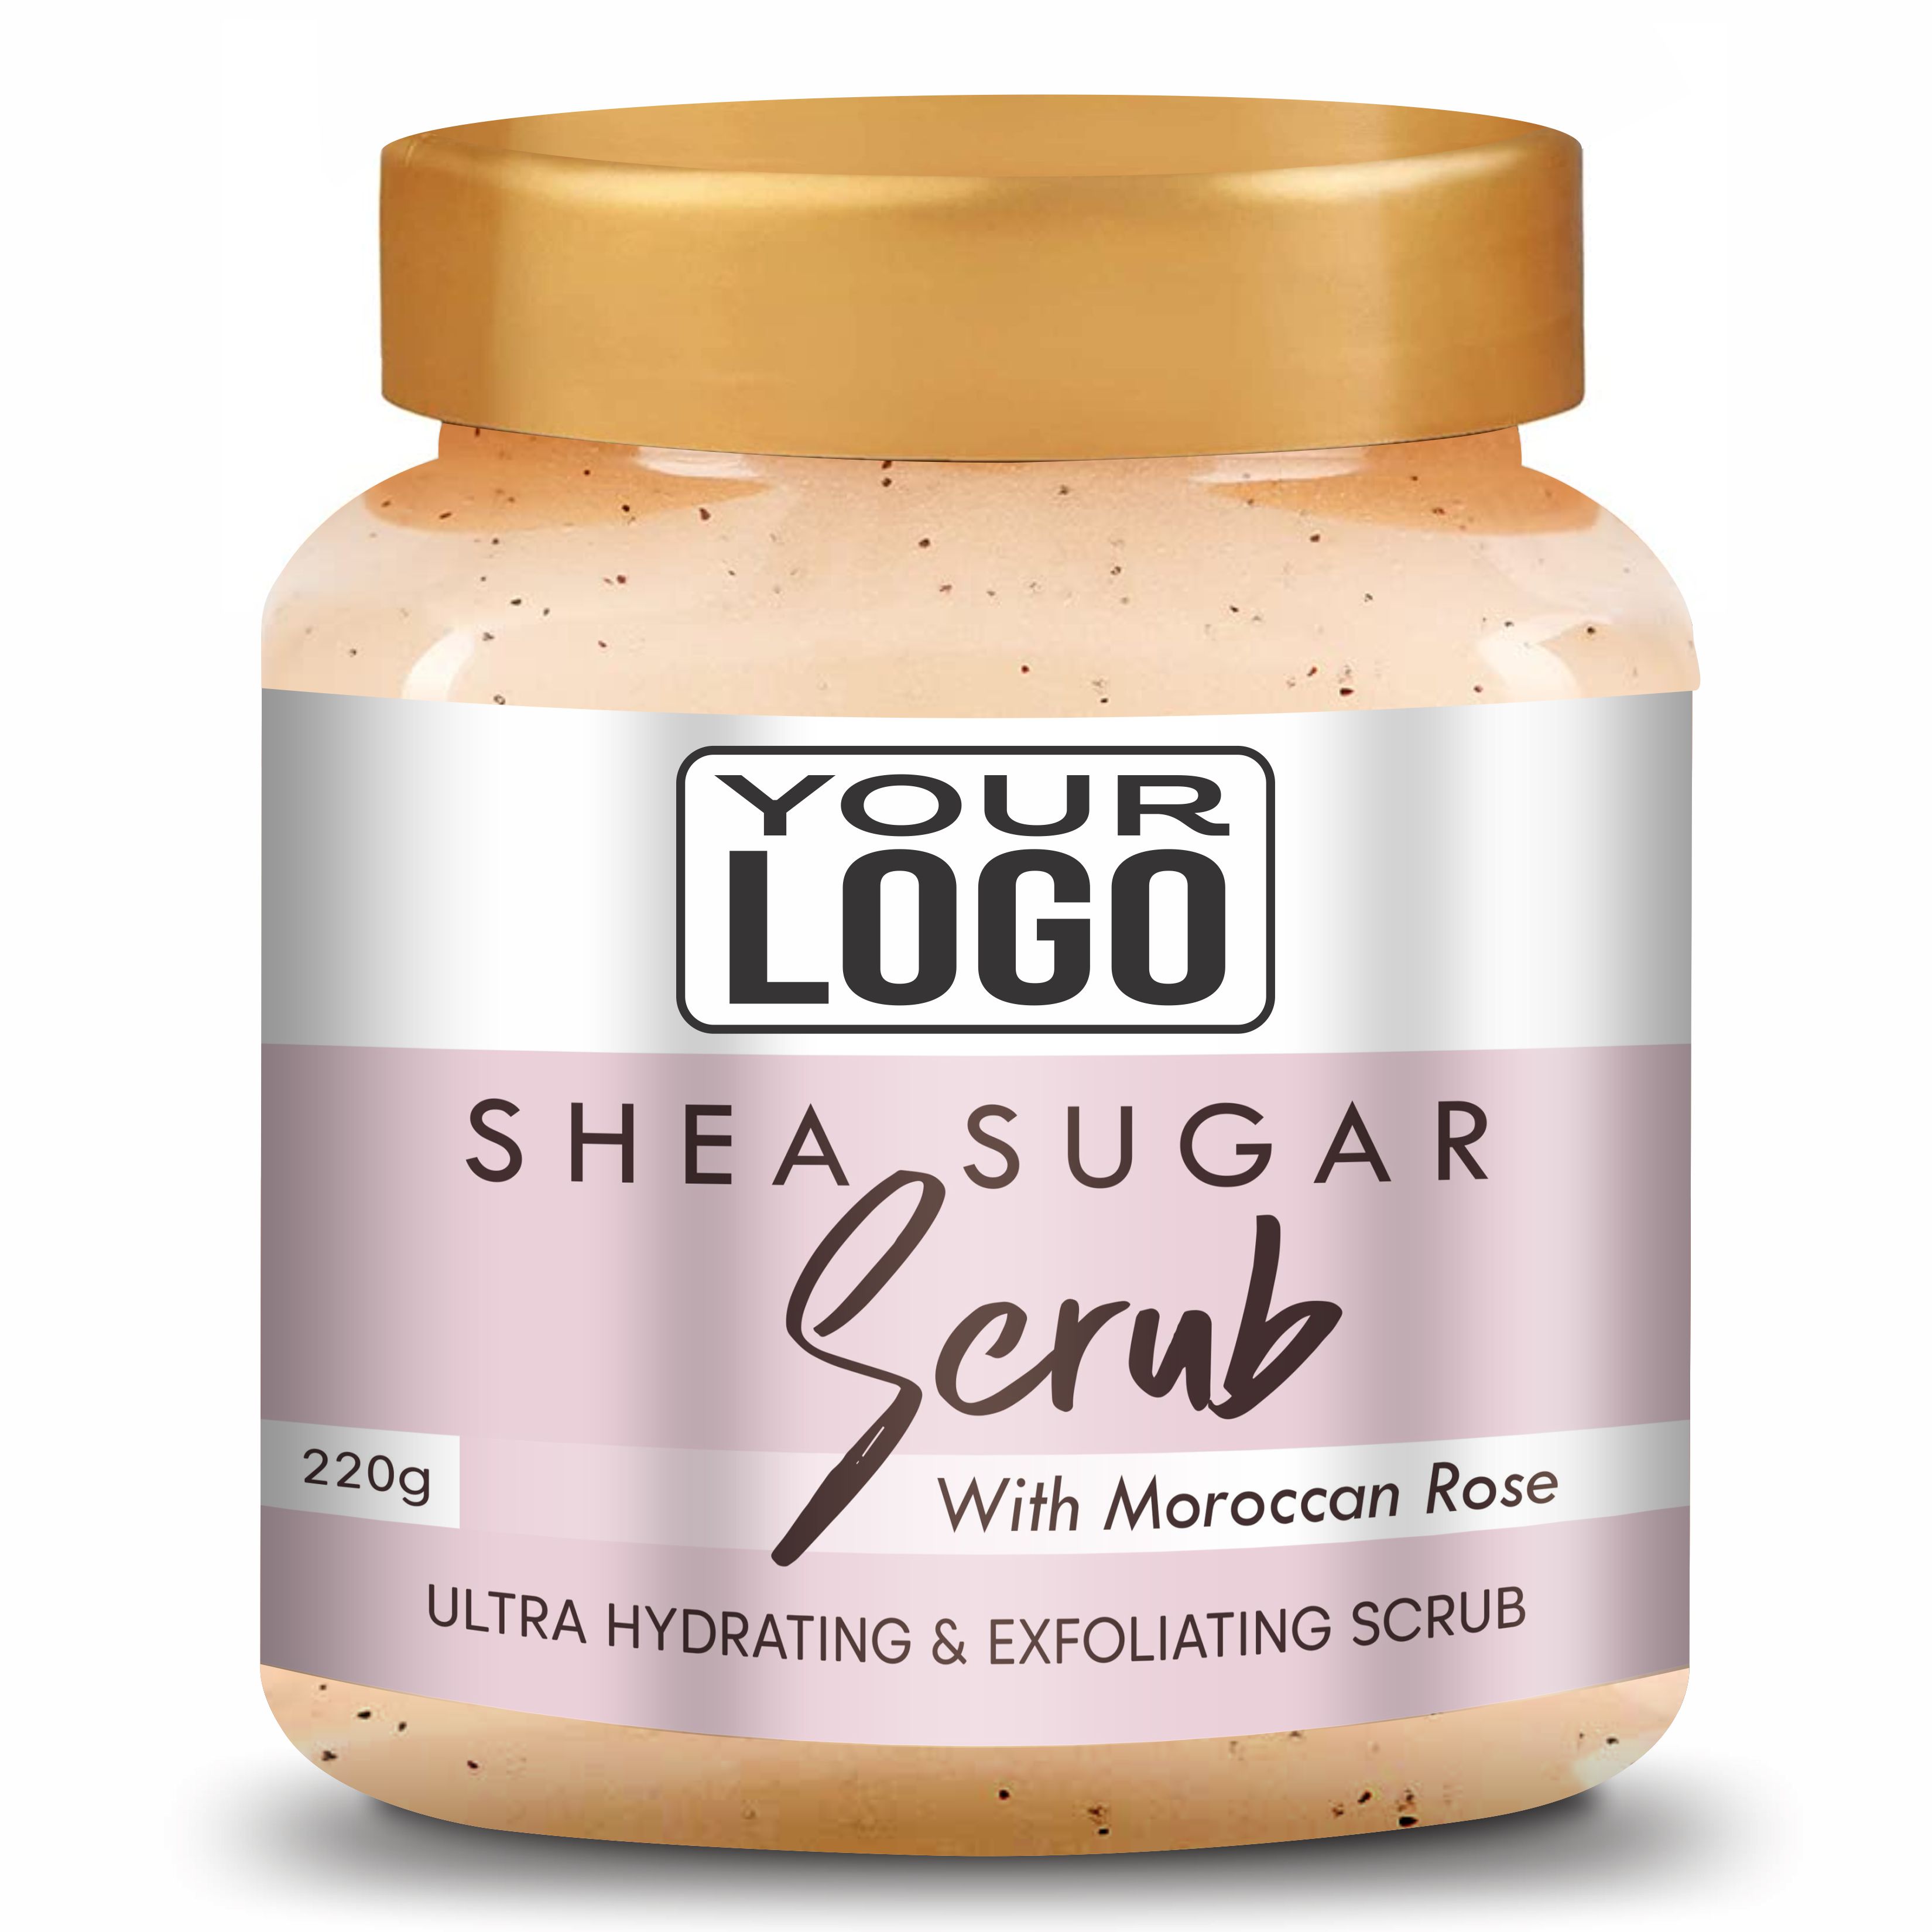 YOUR
LOGO
SHEA SUGAR
Scrub
220g
With Moroccan Rose
ULTRA HYDRATING & EXFOLIATING SCRUB